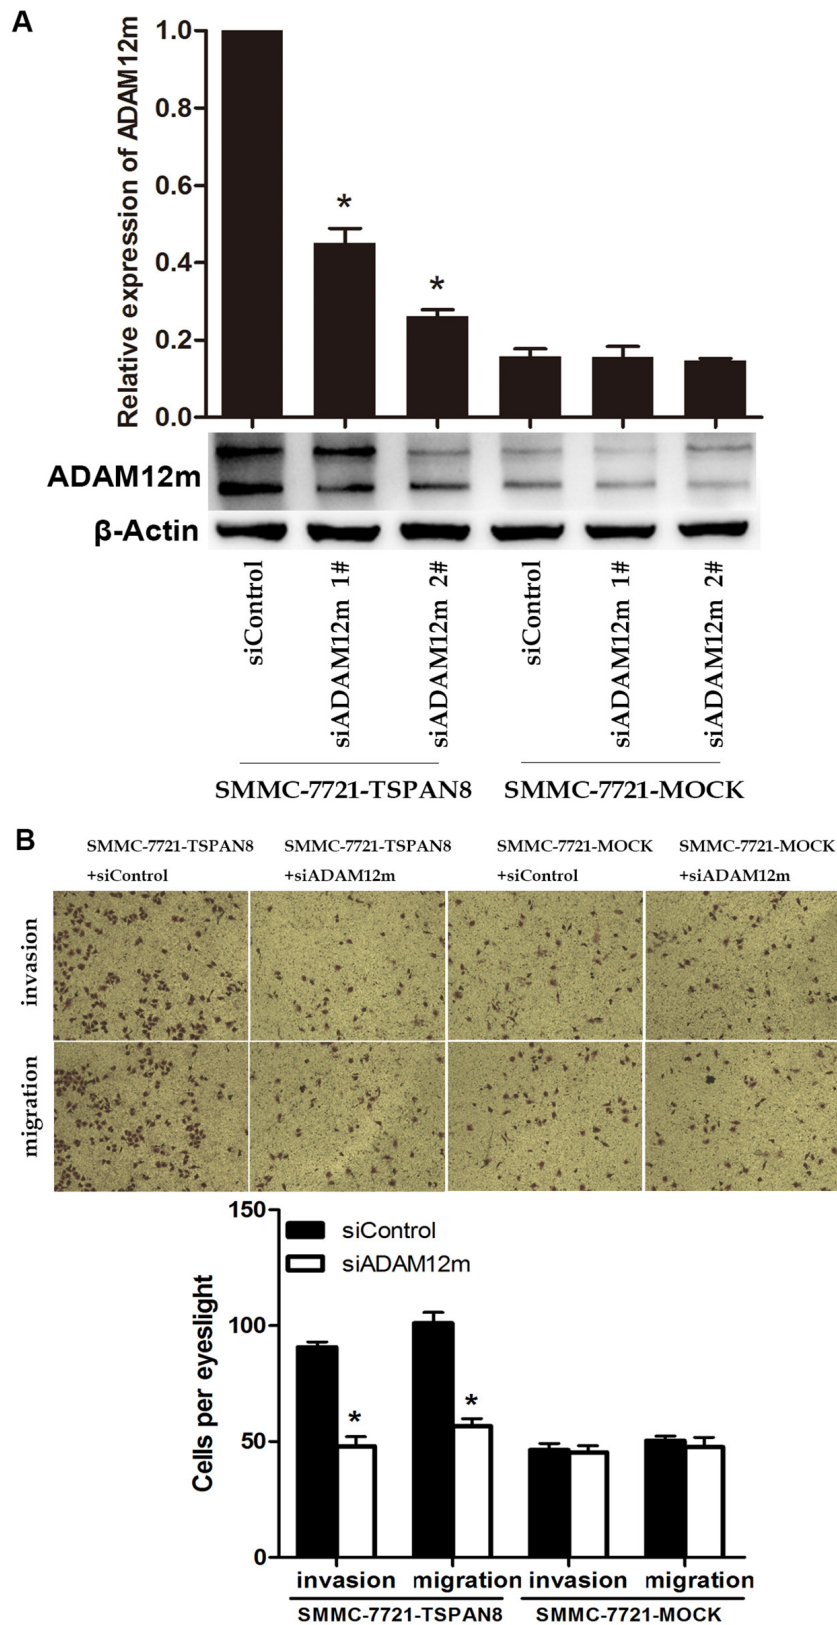 A
Relative expression of ADAM12m
1.0
0.8
0.6
0.4
0.2
0.0
*
*
ADAM12m
β-Actin
siControl
siADAM12m 1#
siADAM12m 2#
siControl
siADAM12m 1#
siADAM12m 2#
SMMC-7721-TSPAN8 SMMC-7721-MOCK
B
SMMC-7721-TSPAN8 SMMC-7721-TSPAN8 SMMC-7721-MOCK SMMC-7721-MOCK
+siControl +siADAM12m +siControl +siADAM12m
invasion
migration
Cells per eyeslight
150
100
50
0
siControl
siADAM12m
*
*
invasion migration invasion migration
SMMC-7721-TSPAN8 SMMC-7721-MOCK